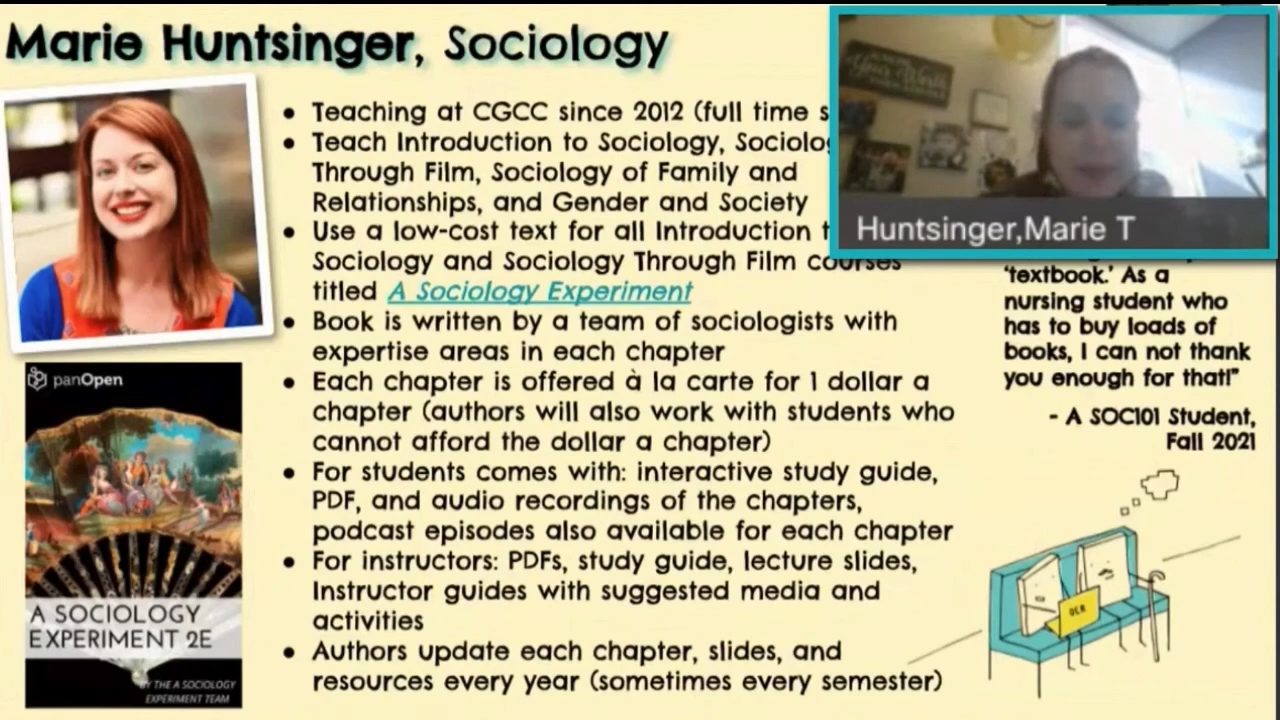 Marie Huntsinger, Sociology
● Teaching at CGCC since 2012 (full time s
● Teach Introduction to Sociology, Sociolo
Through Film, Sociology of Family and
Relationships, and Gender and Society
● Use a low-cost text for all Introduction t
Sociology and Sociology Through Film courses
titled A Sociology Experiment
● Book is written by a team of sociologists with
expertise areas in each chapter
● Each chapter is offered à la carte for 1 dollar a
chapter (authors will also work with students who
cannot afford the dollar a chapter)
● For students comes with: interactive study guide,
PDF, and audio recordings of the chapters,
podcast episodes also available for each chapter
● For instructors: PDFs, study guide, lecture slides,
Instructor guides with suggested media and
activities
● Authors update each chapter, slides, and
resources every year (sometimes every semester)
Huntsinger,Marie T
'textbook.' As a
nursing student who
has to buy loads of
books, I can not thank
you enough for that!"
- A SOC101 Student,
Fall 2021
panOpen
A SOCIOLOGY
EXPERIMENT 2E
BY THE A SOCIOLOGY
EXPERIMENT TEAM
OER